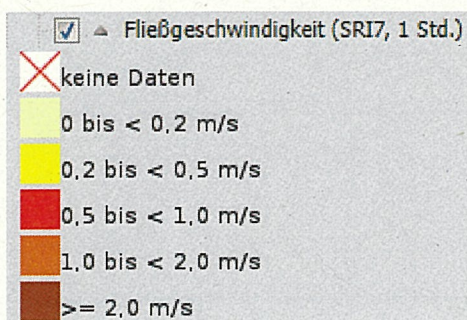 Fließgeschwindigkeit (SRI7, 1 Std.)
keine Daten
0 bis < 0,2 m/s
0,2 bis < 0,5 m/s
0,5 bis < 1,0 m/s
1,0 bis < 2,0 m/s
>= 2,0 m/s